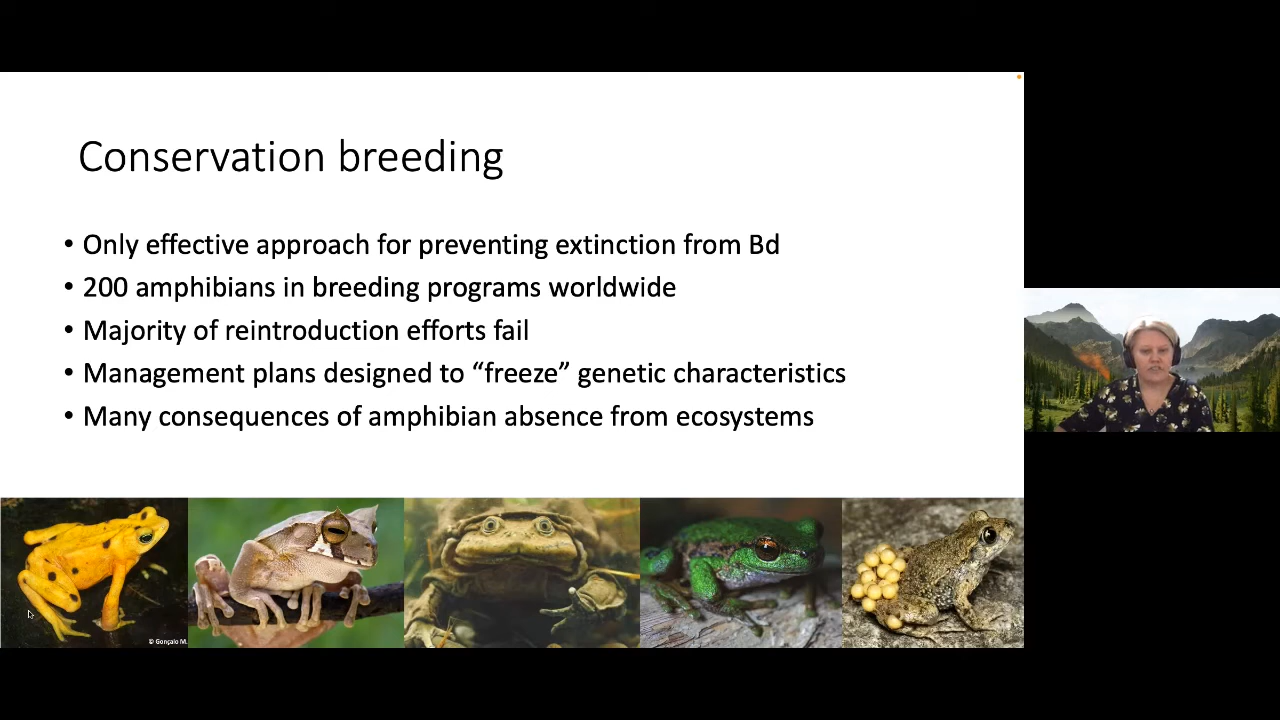 Conservation breeding
• Only effective approach for preventing extinction from Bd
• 200 amphibians in breeding programs worldwide
• Majority of reintroduction efforts fail
• Management plans designed to “freeze” genetic characteristics
• Many consequences of amphibian absence from ecosystems
© Gonçalo M.